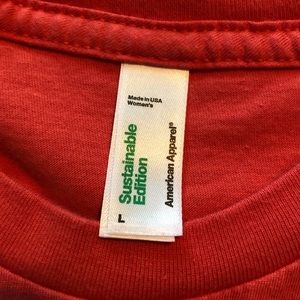 Made in USA
Women's
Sustainable
Edition
American Apparel®
L